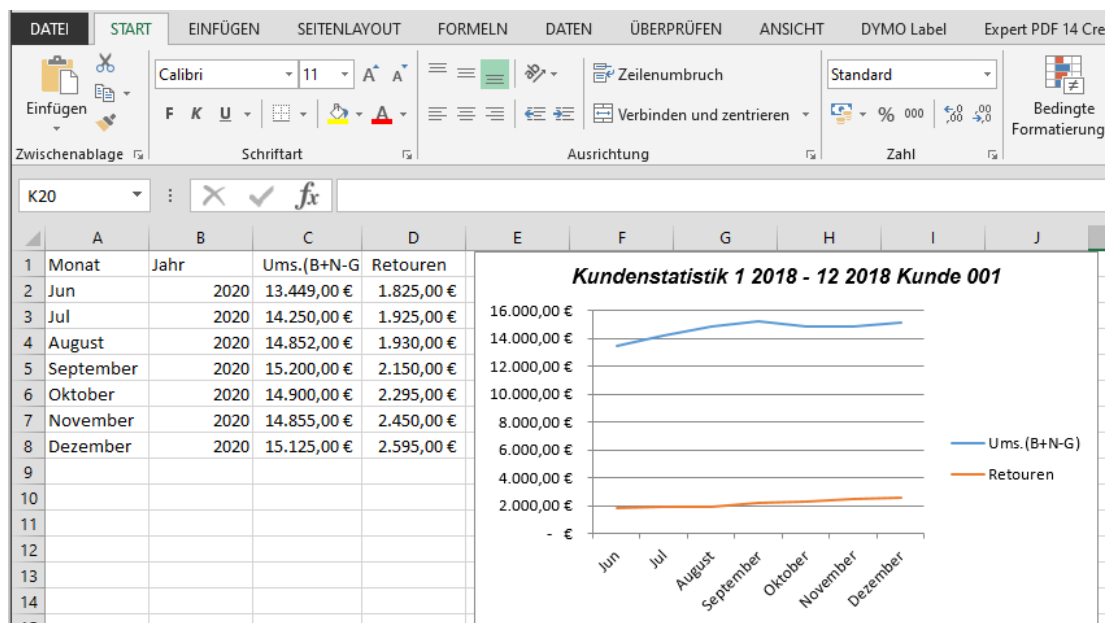 DATEI START EINFÜGEN SEITENLAYOUT FORMELN DATEN ÜBERPRÜFEN ANSICHT DYMO Label Expert PDF 14 Cre
Calibri 11 A A Zeilenumbruch Standard
Einfügen F K U A Verbinden und zentrieren % 000 Bedingte
Formatierung
Zwischenablage Schriftart Ausrichtung Zahl
K20 fx
A B C D E F G H I J
1 Monat Jahr Ums.(B+N-G Retouren
2 Jun 2020 13.449,00 € 1.825,00 €
3 Jul 2020 14.250,00 € 1.925,00 €
4 August 2020 14.852,00 € 1.930,00 €
5 September 2020 15.200,00 € 2.150,00 €
6 Oktober 2020 14.900,00 € 2.295,00 €
7 November 2020 14.855,00 € 2.450,00 €
8 Dezember 2020 15.125,00 € 2.595,00 €
9
10
11
12
13
14
Kundenstatistik 1 2018 - 12 2018 Kunde 001
16.000,00 €
14.000,00 €
12.000,00 €
10.000,00 €
8.000,00 €
6.000,00 €
4.000,00 €
2.000,00 €
- €
Jun Jul August September Oktober November Dezember
Ums.(B+N-G)
Retouren